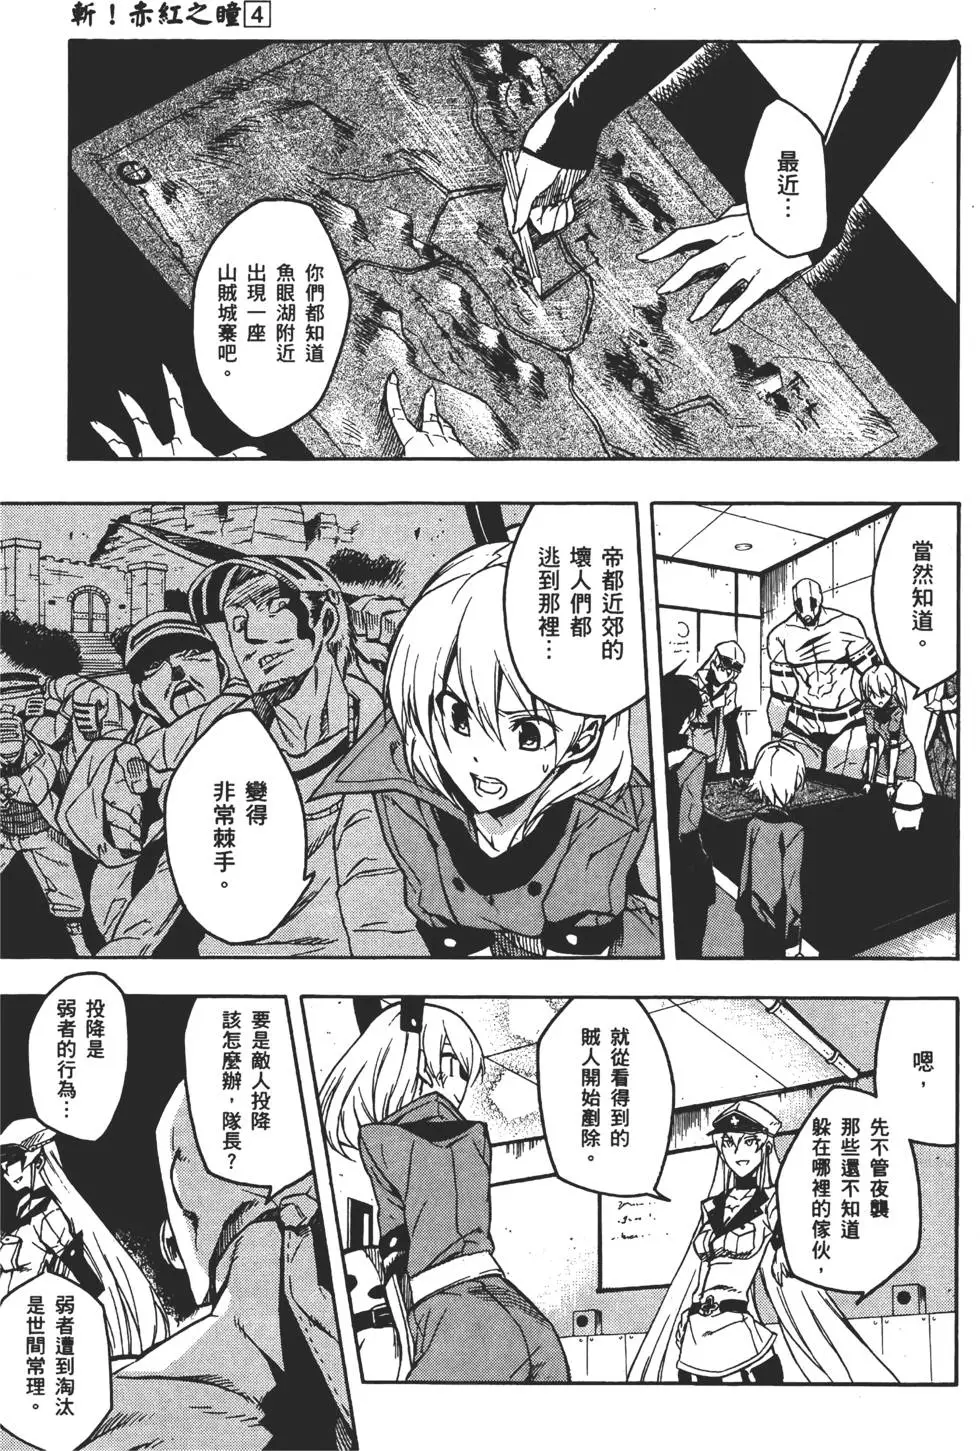 斬！赤紅之瞳4
最近…
你們都知道
魚眼湖附近
出現一座
山賊城寨吧。
當然知道。
帝都近郊的
壞人們都
逃到那裡…
變得
非常棘手。
嗯，
先不管夜襲
那些還不知道
躲在哪裡的傢伙，
就從看得到的
賊人開始剷除。
要是敵人投降
該怎麼辦，隊長？
投降是
弱者的行為…
弱者遭到淘汰
是世間常理。